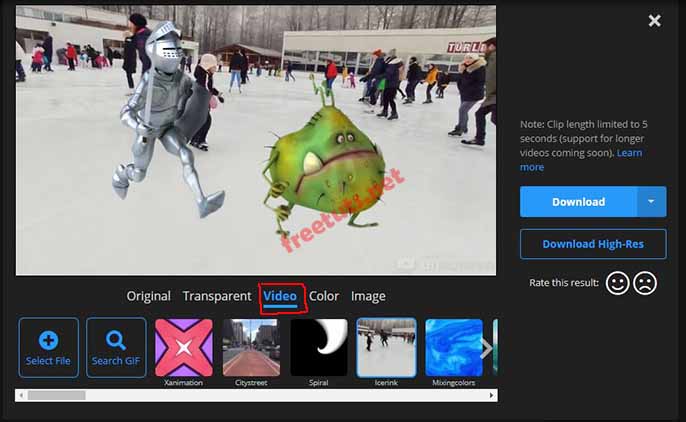 TURLI
freetuts.net
Note: Clip length limited to 5
seconds (support for longer
videos coming soon). Learn
more
Download
Download High-Res
Rate this result:
Original Transparent Video Color Image
Select File
Search GIF
Xanimation
Citystreet
Spiral
Icerink
Mixingcolors